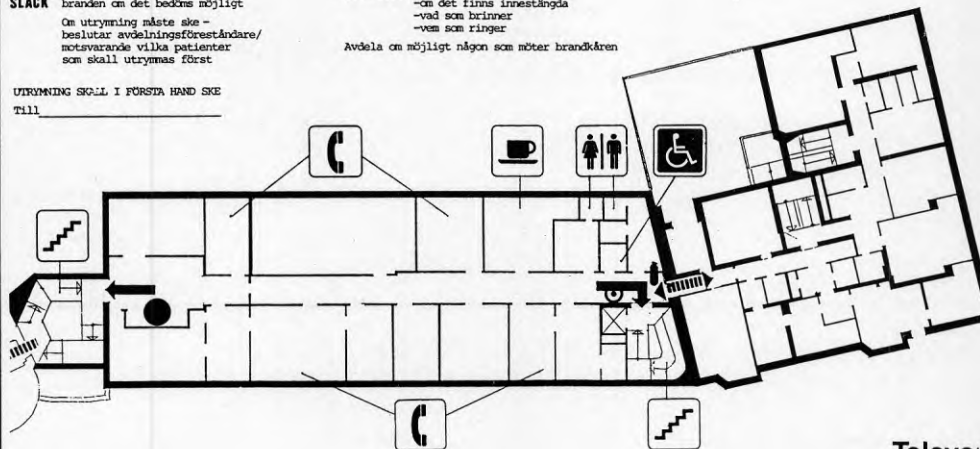 SLÄCK branden om det bedöms möjligt
Om utrymning måste ske -
beslutar avdelningsföreståndare/
motsvarande vilka patienter
som skall utrymmas först
UTRYMNING SKALL I FÖRSTA HAND SKE
Till
-om det finns innestängda
-vad som brinner
-vem som ringer
Avdela om möjligt någon som möter brandkåren